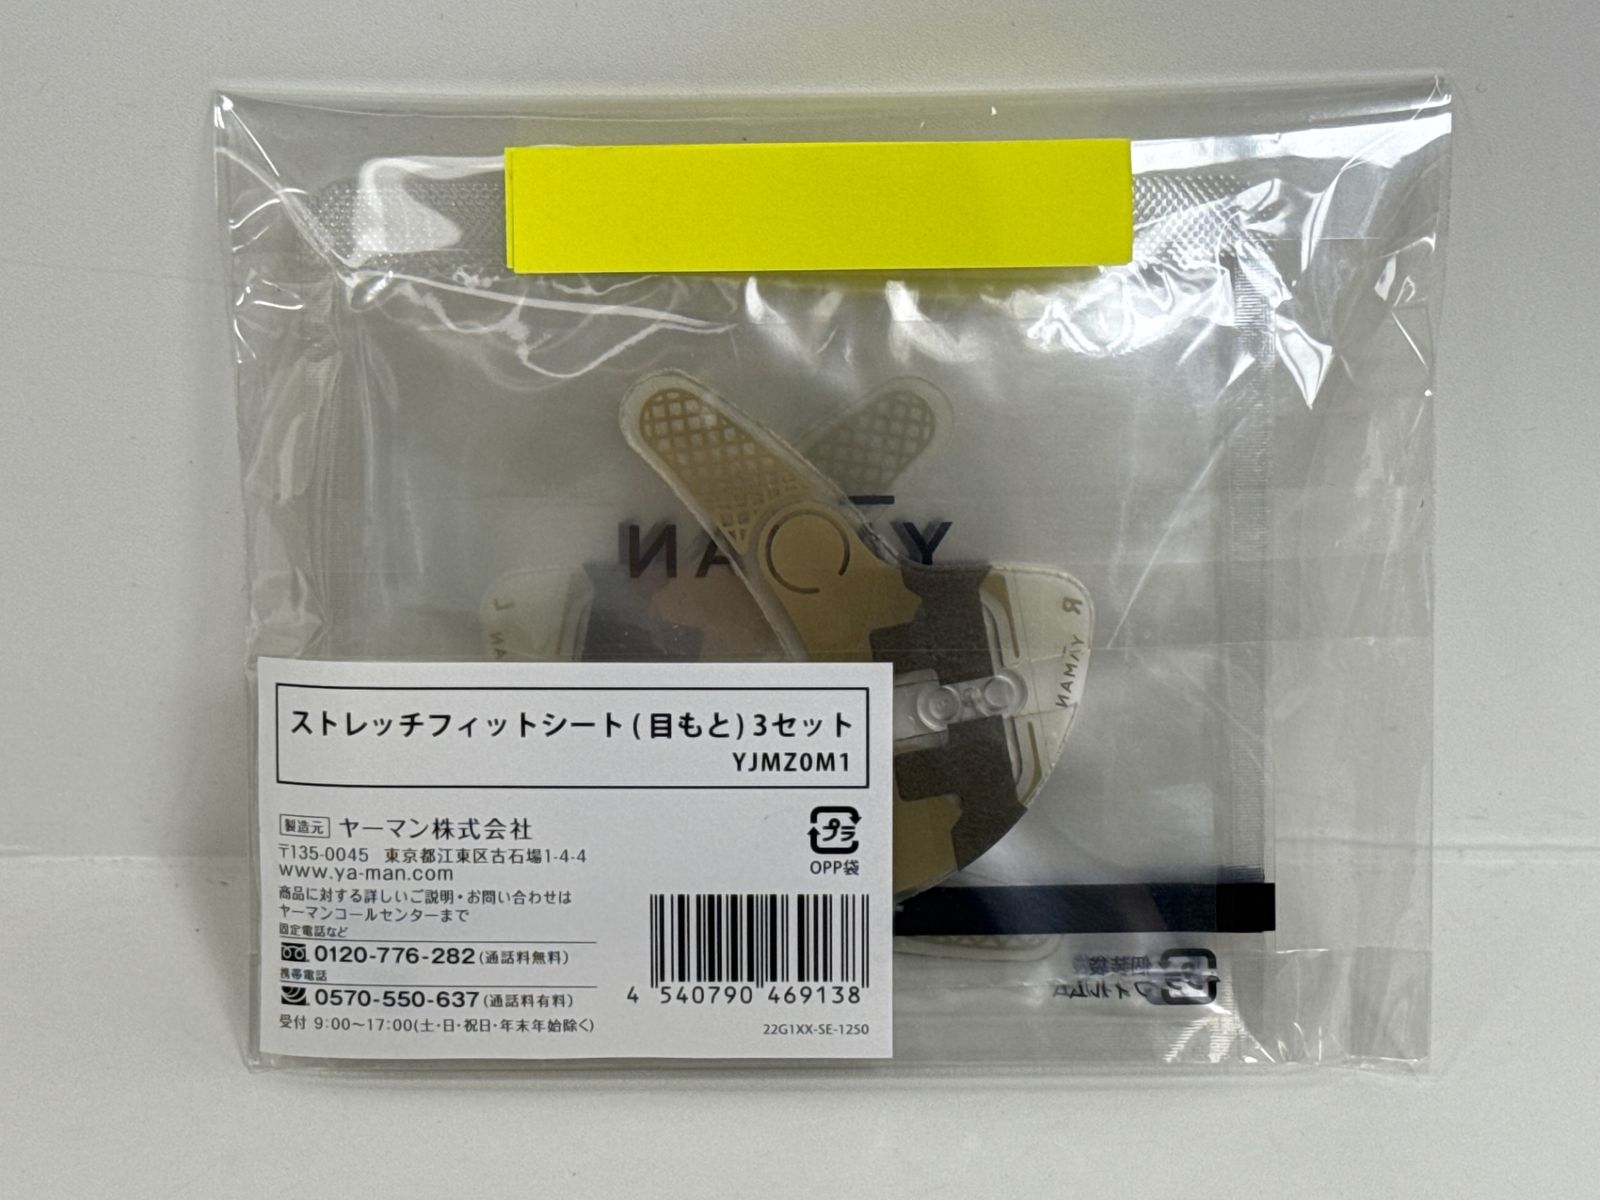 YAMAN
L
R
YAMAN
ストレッチフィットシート(目もと)3セット
YJMZ0M1
製造元 ヤーマン株式会社
〒135-0045 東京都江東区古石場1-4-4
www.ya-man.com
商品に対する詳しいご説明・お問い合わせは
ヤーマンコールセンターまで
固定電話など
0120-776-282(通話料無料)
携帯電話
0570-550-637(通話料有料)
受付 9:00〜17:00(土・日・祝日・年末年始除く)
プラ
OPP袋
4 540790 469138
22G1XX-SE-1250
個装袋